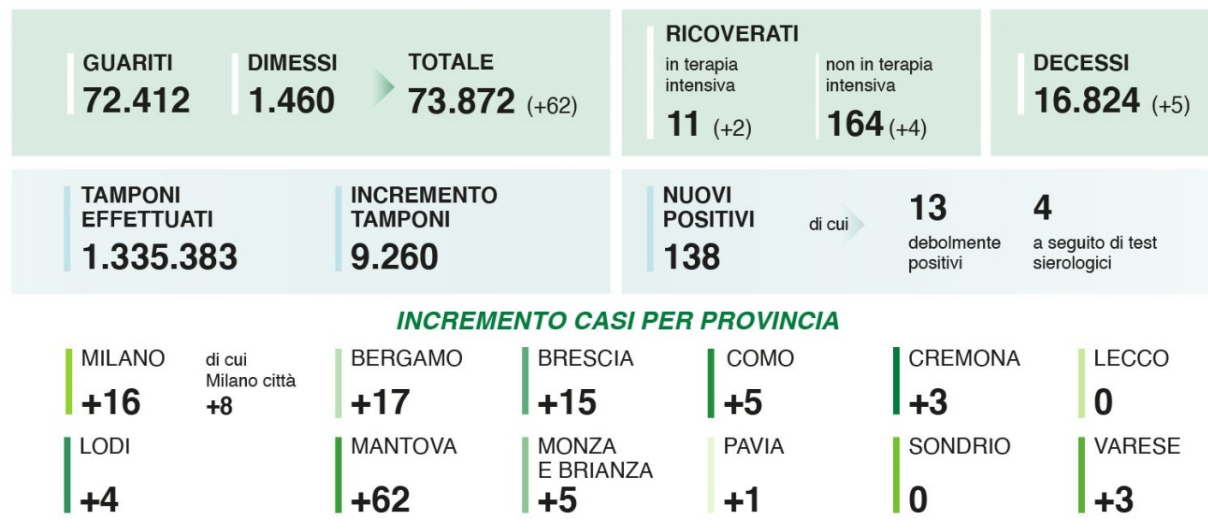 GUARITI
72.412
DIMESSI
1.460
TOTALE
73.872 (+62)
RICOVERATI
in terapia
intensiva
11 (+2)
non in terapia
intensiva
164 (+4)
DECESSI
16.824 (+5)
TAMPONI
EFFETTUATI
1.335.383
INCREMENTO
TAMPONI
9.260
NUOVI
POSITIVI
138
di cui
13
debolmente
positivi
4
a seguito di test
sierologici
INCREMENTO CASI PER PROVINCIA
MILANO
+16
di cui
Milano città
+8
BERGAMO
+17
BRESCIA
+15
COMO
+5
CREMONA
+3
LECCO
0
LODI
+4
MANTOVA
+62
MONZA
E BRIANZA
+5
PAVIA
+1
SONDRIO
0
VARESE
+3